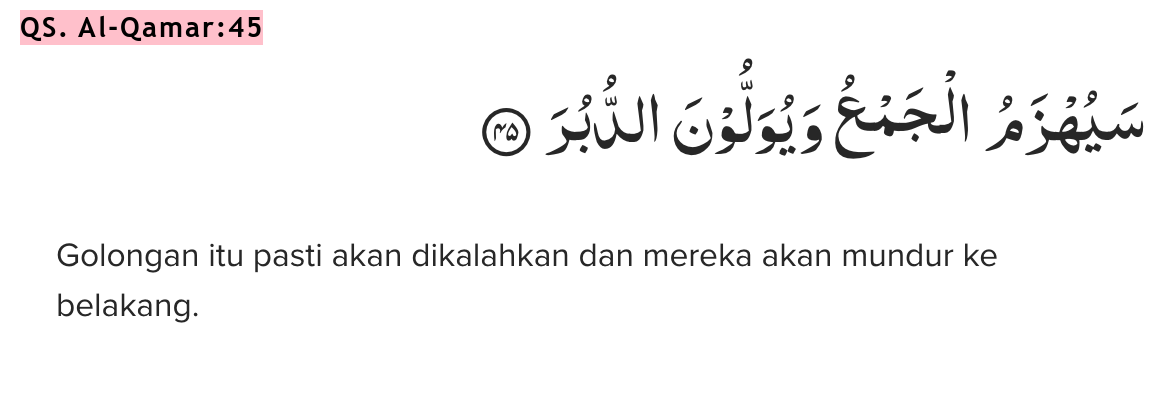 QS. Al-Qamar:45
سَيُهْزَمُ الْجَمْعُ وَيُوَلُّوْنَ الدُّبُرَ ۝٤٥
Golongan itu pasti akan dikalahkan dan mereka akan mundur ke
belakang.